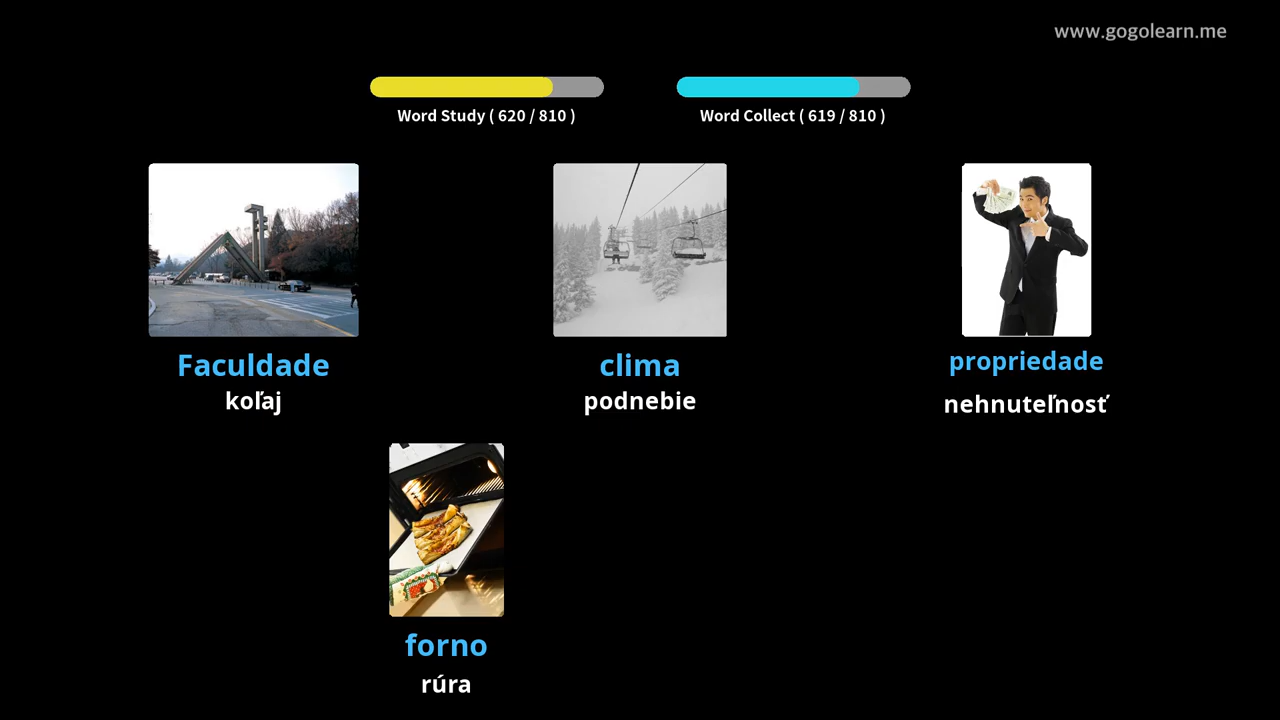 www.gogolearn.me
Word Study ( 620 / 810 )
Word Collect ( 619 / 810 )
Faculdade
koľaj
clima
podnebie
propriedade
nehnuteľnosť
forno
rúra